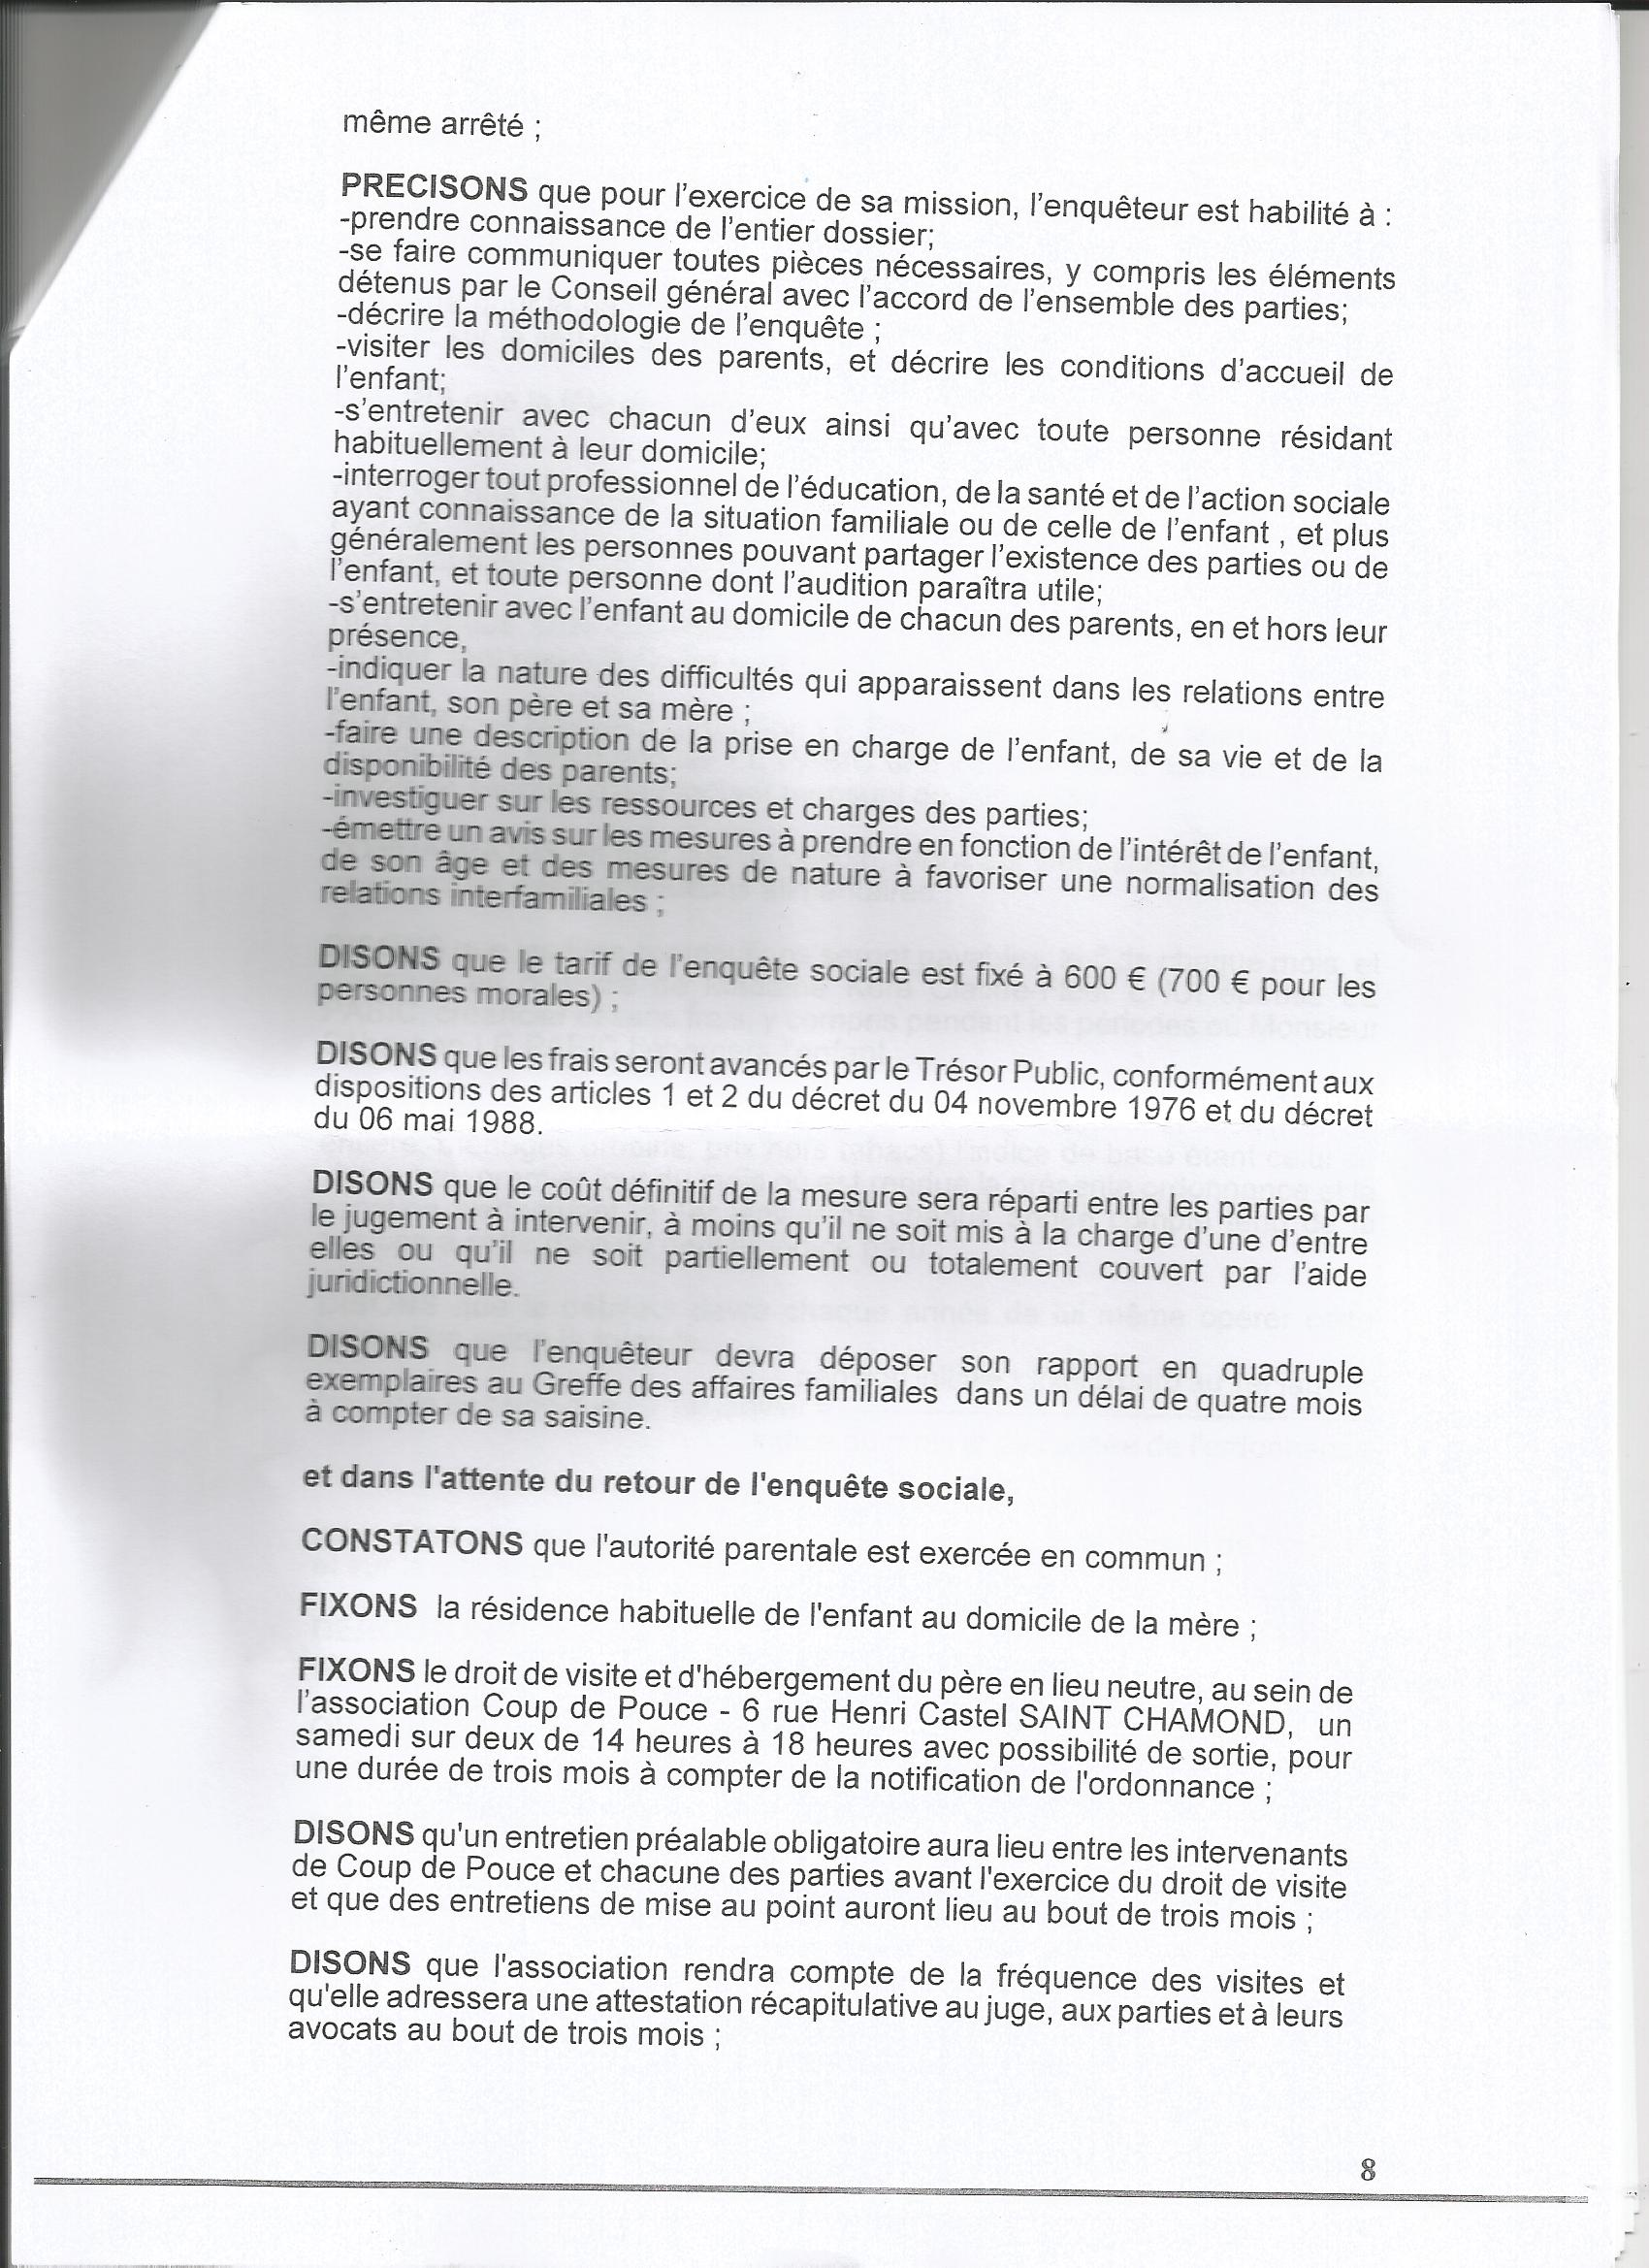 même arrêté ;
PRECISONS que pour l'exercice de sa mission, l'enquêteur est habilité à :
-prendre connaissance de l'entier dossier;
-se faire communiquer toutes pièces nécessaires, y compris les éléments
détenus par le Conseil général avec l'accord de l'ensemble des parties;
-décrire la méthodologie de l'enquête ;
-visiter les domiciles des parents, et décrire les conditions d'accueil de
l'enfant;
-s'entretenir avec chacun d'eux ainsi qu'avec toute personne résidant
habituellement à leur domicile;
-interroger tout professionnel de l'éducation, de la santé et de l'action sociale
ayant connaissance de la situation familiale ou de celle de l'enfant , et plus
généralement les personnes pouvant partager l'existence des parties ou de
l'enfant, et toute personne dont l'audition paraîtra utile;
-s'entretenir avec l'enfant au domicile de chacun des parents, en et hors leur
présence,
-indiquer la nature des difficultés qui apparaissent dans les relations entre
l'enfant, son père et sa mère ;
-faire une description de la prise en charge de l'enfant, de sa vie et de la
disponibilité des parents;
-investiguer sur les ressources et charges des parties;
-émettre un avis sur les mesures à prendre en fonction de l'intérêt de l'enfant,
de son âge et des mesures de nature à favoriser une normalisation des
relations interfamiliales ;
DISONS que le tarif de l'enquête sociale est fixé à 600 € (700 € pour les
personnes morales) ;
DISONS que les frais seront avancés par le Trésor Public, conformément aux
dispositions des articles 1 et 2 du décret du 04 novembre 1976 et du décret
du 06 mai 1988.
DISONS que le coût définitif de la mesure sera réparti entre les parties par
le jugement à intervenir, à moins qu'il ne soit mis à la charge d'une d'entre
elles ou qu'il ne soit partiellement ou totalement couvert par l'aide
juridictionnelle.
DISONS que l'enquêteur devra déposer son rapport en quadruple
exemplaires au Greffe des affaires familiales dans un délai de quatre mois
à compter de sa saisine.
et dans l'attente du retour de l'enquête sociale,
CONSTATONS que l'autorité parentale est exercée en commun ;
FIXONS la résidence habituelle de l'enfant au domicile de la mère ;
FIXONS le droit de visite et d'hébergement du père en lieu neutre, au sein de
l'association Coup de Pouce - 6 rue Henri Castel SAINT CHAMOND, un
samedi sur deux de 14 heures à 18 heures avec possibilité de sortie, pour
une durée de trois mois à compter de la notification de l'ordonnance ;
DISONS qu'un entretien préalable obligatoire aura lieu entre les intervenants
de Coup de Pouce et chacune des parties avant l'exercice du droit de visite
et que des entretiens de mise au point auront lieu au bout de trois mois ;
DISONS que l'association rendra compte de la fréquence des visites et
qu'elle adressera une attestation récapitulative au juge, aux parties et à leurs
avocats au bout de trois mois ;
8